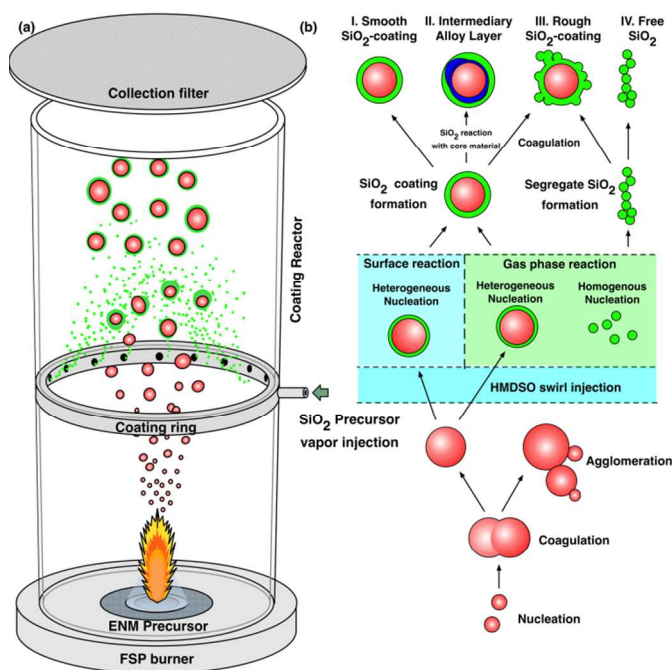 (a)
Collection filter
Coating Reactor
Coating ring
SiO2 Precursor
vapor injection
ENM Precursor
FSP burner
(b)
I. Smooth
SiO2-coating
II. Intermediary
Alloy Layer
III. Rough
SiO2-coating
IV. Free
SiO2
SiO2 reaction
with core material
Coagulation
SiO2 coating
formation
Segregate SiO2
formation
Surface reaction
Gas phase reaction
Heterogeneous
Nucleation
Heterogeneous
Nucleation
Homogenous
Nucleation
HMDSO swirl injection
Agglomeration
Coagulation
Nucleation